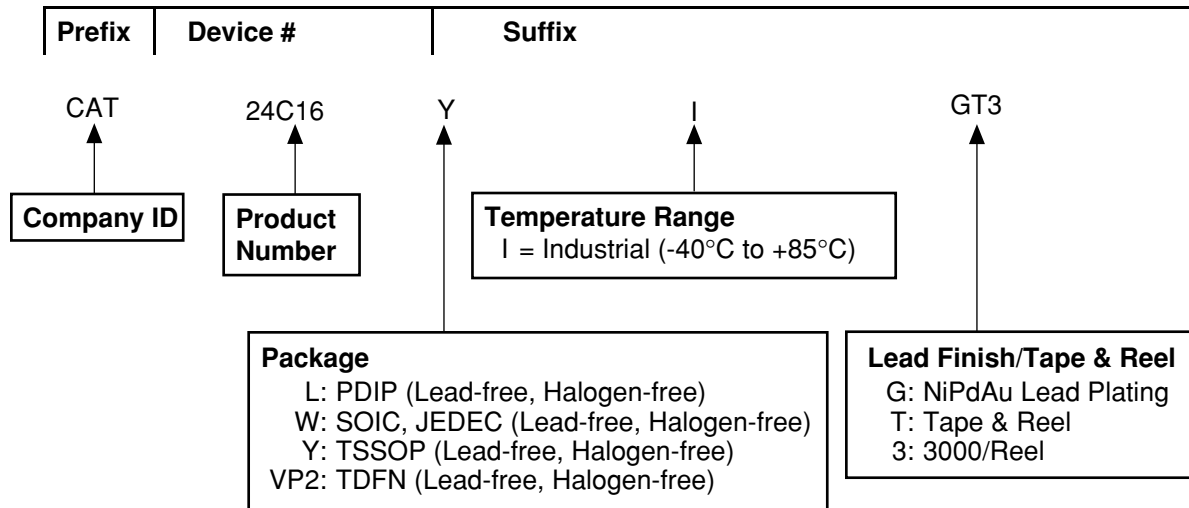 Prefix Device # Suffix
CAT 24C16 Y I GT3
Company ID
Product
Number
Temperature Range
I = Industrial (-40°C to +85°C)
Package
L: PDIP (Lead-free, Halogen-free)
W: SOIC, JEDEC (Lead-free, Halogen-free)
Y: TSSOP (Lead-free, Halogen-free)
VP2: TDFN (Lead-free, Halogen-free)
Lead Finish/Tape & Reel
G: NiPdAu Lead Plating
T: Tape & Reel
3: 3000/Reel